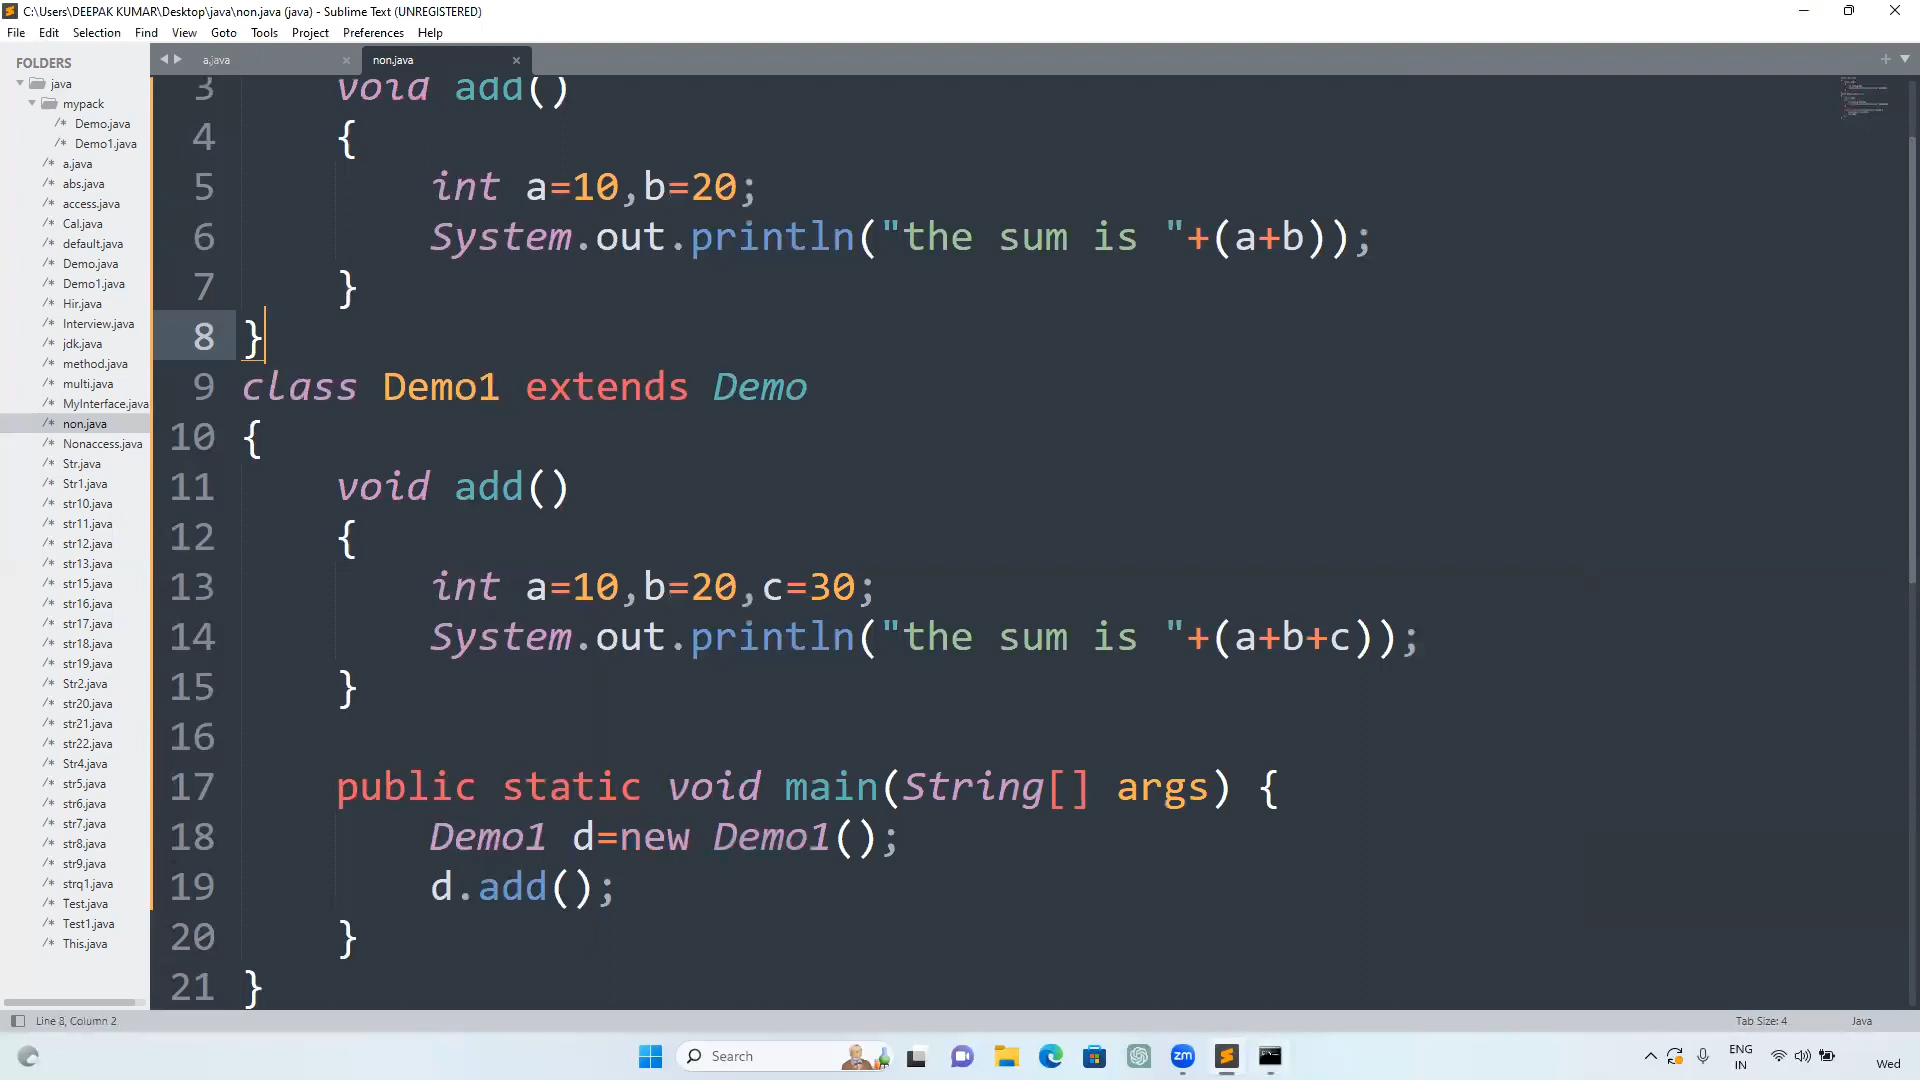 C:\Users\DEEPAK KUMAR\Desktop\java\non.java (java) - Sublime Text (UNREGISTERED)
File Edit Selection Find View Goto Tools Project Preferences Help
FOLDERS
java
mypack
Demo.java
Demo1.java
a.java
abs.java
access.java
Cal.java
default.java
Demo.java
Demo1.java
Hir.java
Interview.java
jdk.java
method.java
multi.java
MyInterface.java
non.java
Nonaccess.java
Str.java
Str1.java
str10.java
str11.java
str12.java
str13.java
str15.java
str16.java
str17.java
str18.java
str19.java
Str2.java
str20.java
str21.java
str22.java
Str4.java
str5.java
str6.java
str7.java
str8.java
str9.java
strq1.java
Test.java
Test1.java
This.java
a.java
non.java
3 void add()
4 {
5 int a=10,b=20;
6 System.out.println("the sum is "+(a+b));
7 }
8 }
9 class Demo1 extends Demo
10 {
11 void add()
12 {
13 int a=10,b=20,c=30;
14 System.out.println("the sum is "+(a+b+c));
15 }
16
17 public static void main(String[] args) {
18 Demo1 d=new Demo1();
19 d.add();
20 }
21 }
Line 8, Column 2
Tab Size: 4
Java
Search
zm
ENG
IN
Wed